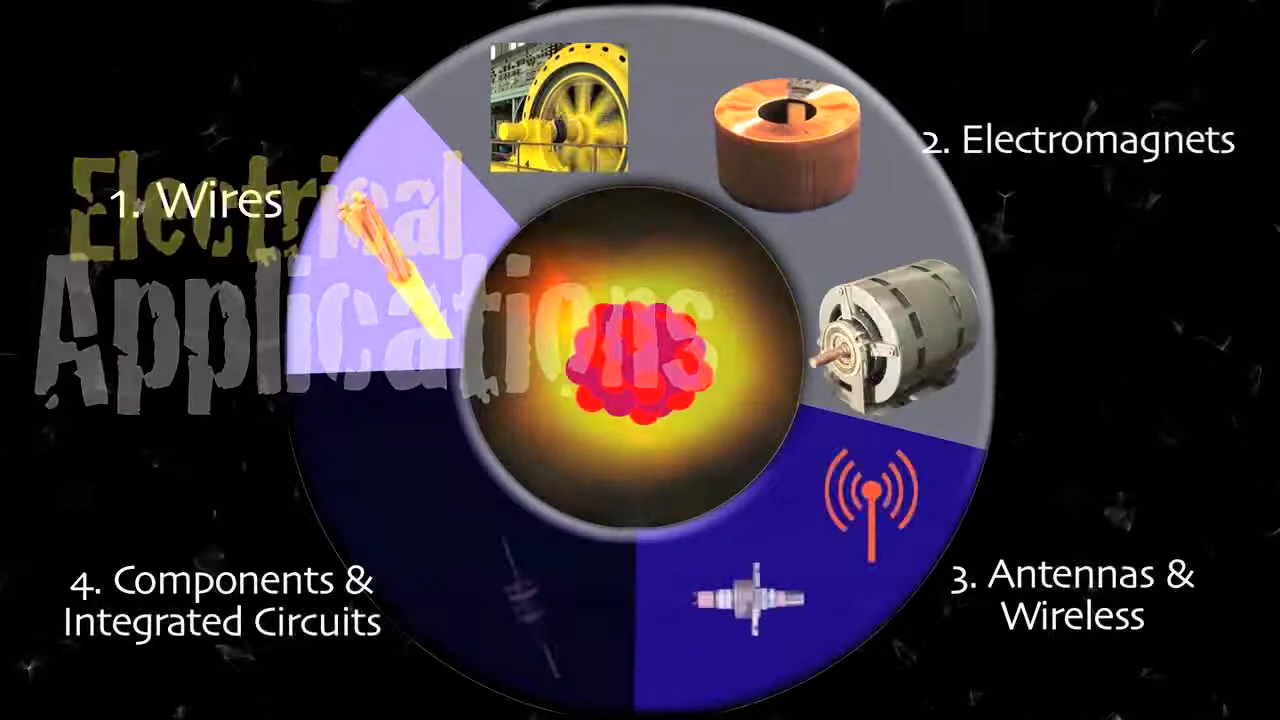 Electrical
Applications
1. Wires
2. Electromagnets
3. Antennas &
Wireless
4. Components &
Integrated Circuits